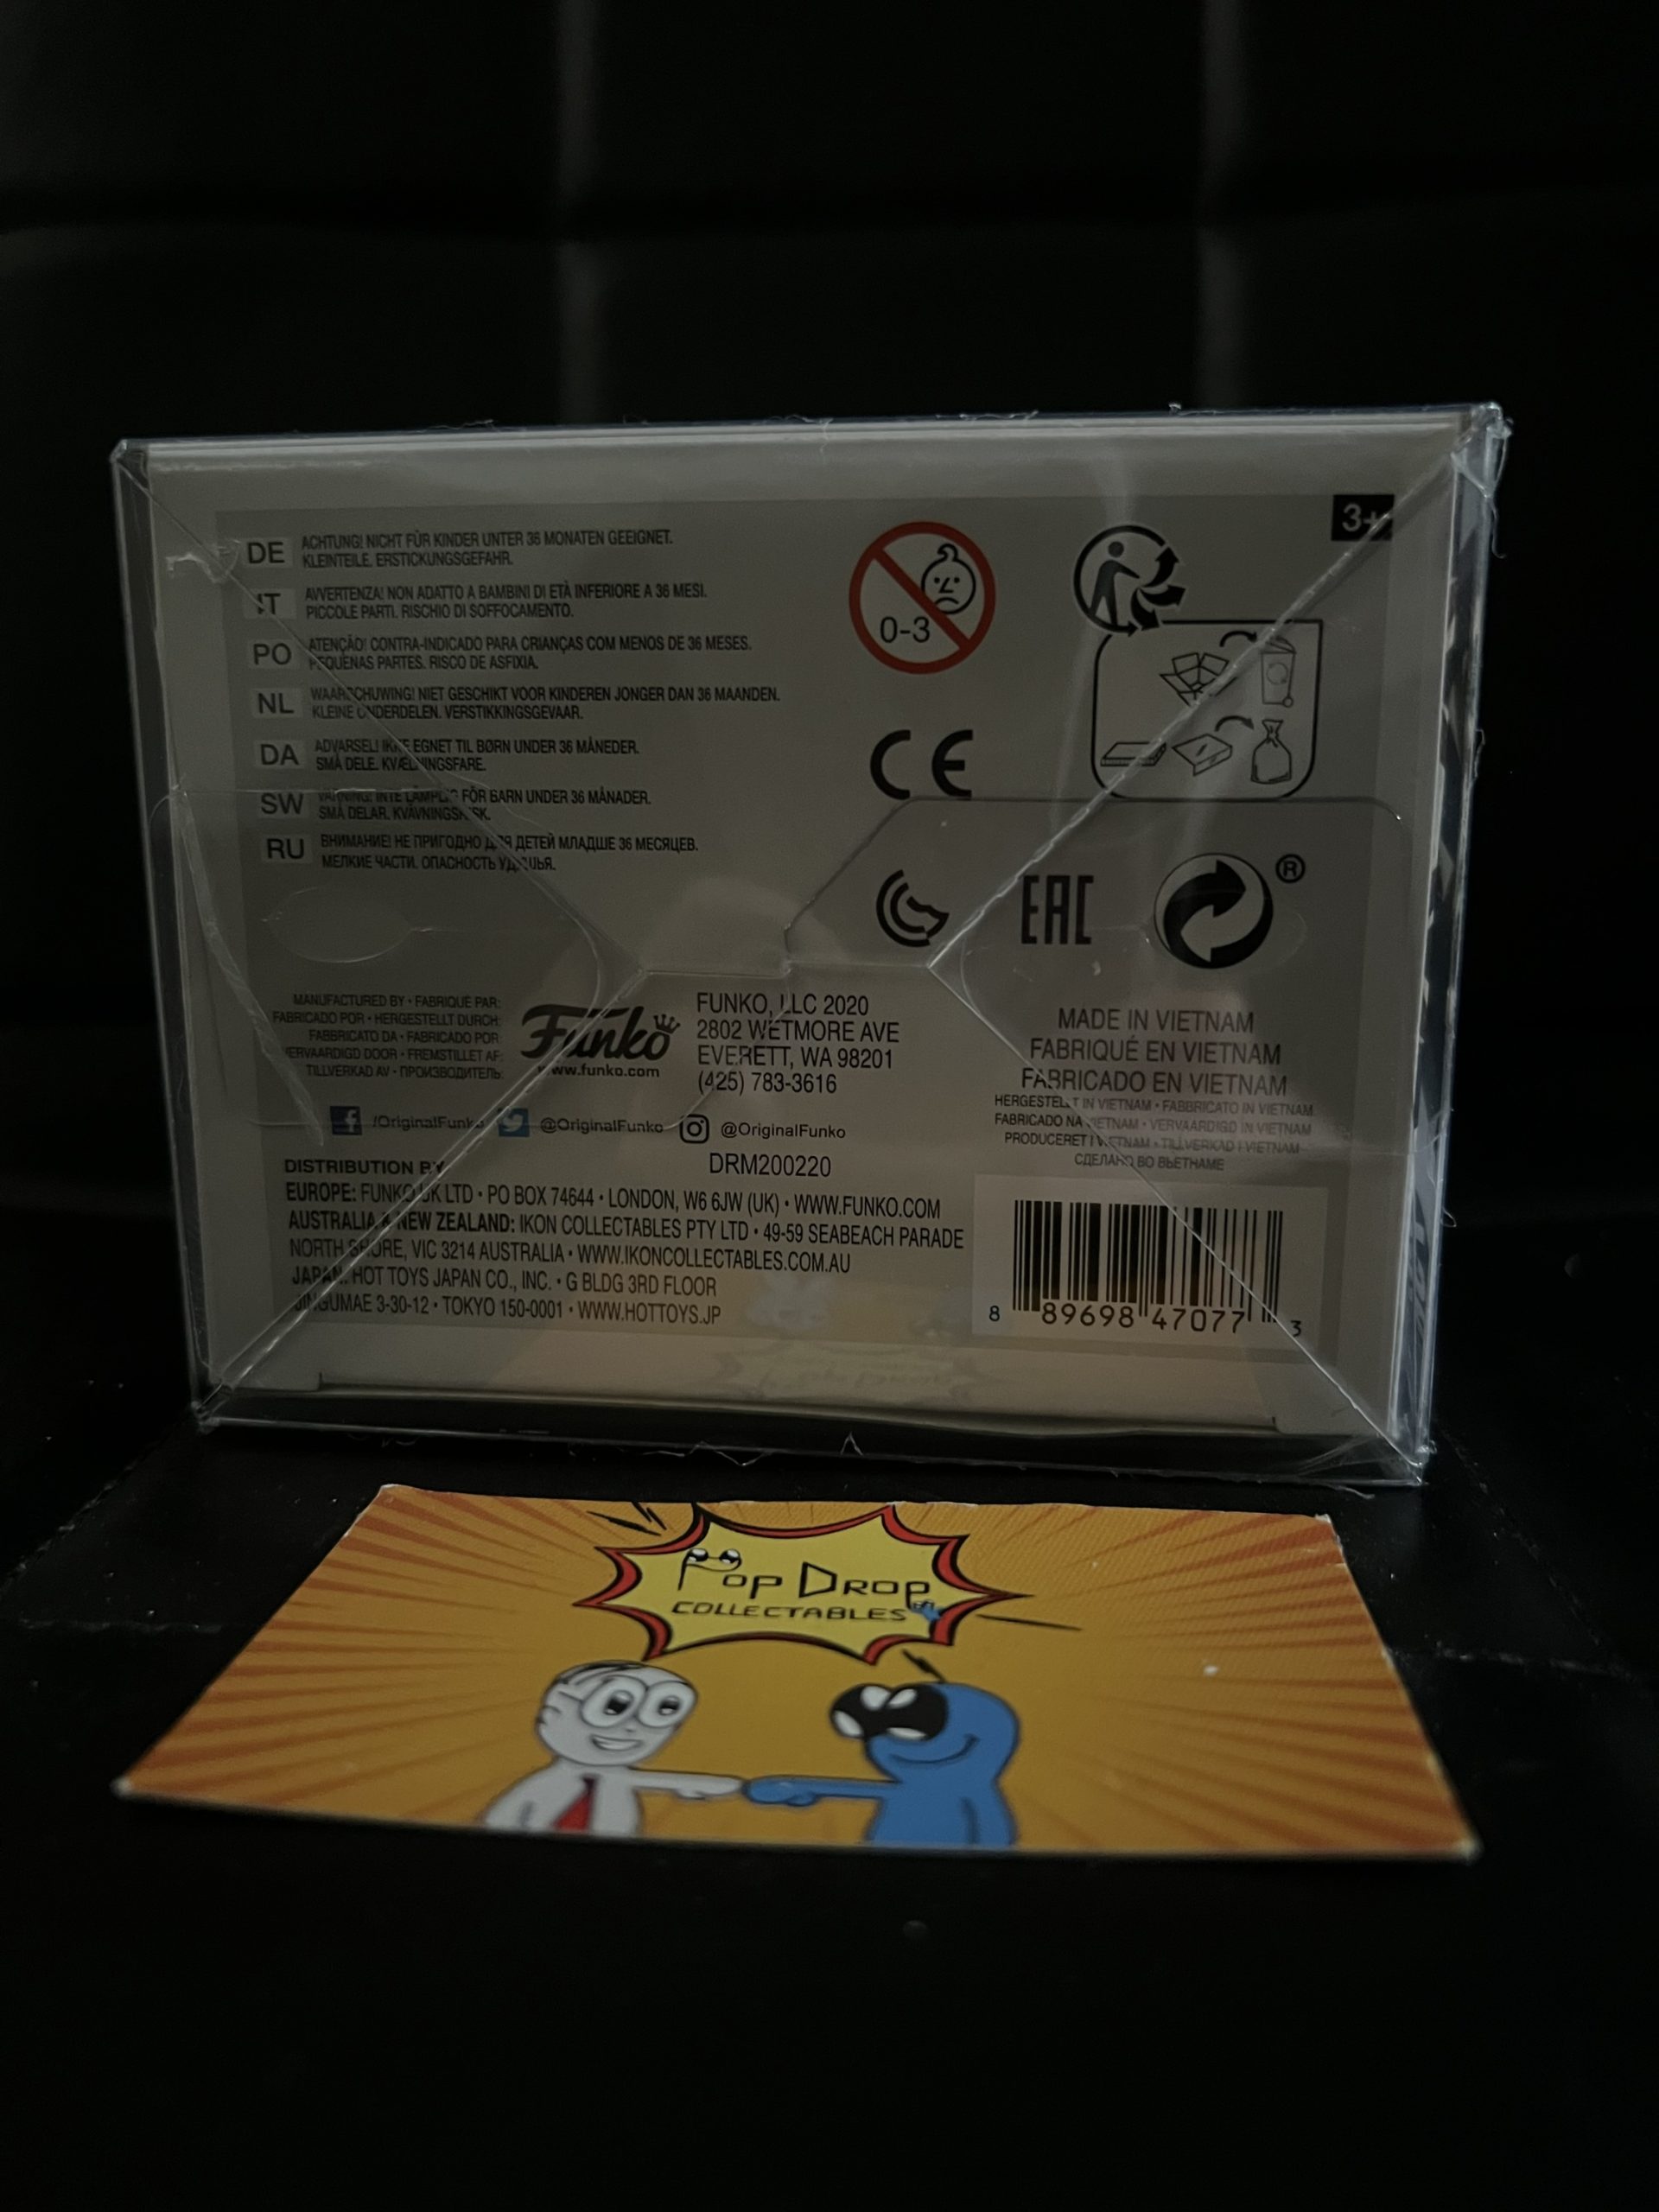 3+
DE ACHTUNG! NICHT FÜR KINDER UNTER 36 MONATEN GEEIGNET.
KLEINTEILE. ERSTICKUNGSGEFAHR.
IT AVVERTENZA! NON ADATTO A BAMBINI DI ETÀ INFERIORE A 36 MESI.
PICCOLE PARTI. RISCHIO DI SOFFOCAMENTO.
PO ATENÇÃO! CONTRA-INDICADO PARA CRIANÇAS COM MENOS DE 36 MESES.
PEQUENAS PARTES. RISCO DE ASFIXIA.
NL WAARSCHUWING! NIET GESCHIKT VOOR KINDEREN JONGER DAN 36 MAANDEN.
KLEINE ONDERDELEN. VERSTIKKINGSGEVAAR.
DA ADVARSEL! IKKE EGNET TIL BØRN UNDER 36 MÅNEDER.
SMÅ DELE. KVÆLNINGSFARE.
SW VARNING! INTE LÄMPLIG FÖR BARN UNDER 36 MÅNADER.
SMÅ DELAR. KVÄVNINGSRISK.
RU ВНИМАНИЕ! НЕ ПРИГОДНО ДЛЯ ДЕТЕЙ МЛАДШЕ 36 МЕСЯЦЕВ.
МЕЛКИЕ ЧАСТИ. ОПАСНОСТЬ УДУШЬЯ.
0-3
CE
EAC
®
MANUFACTURED BY • FABRIQUÉ PAR:
FABRICADO POR • HERGESTELLT DURCH:
FABBRICATO DA • FABRICADO POR:
VERVAARDIGD DOOR • FREMSTILLET AF:
TILLVERKAD AV • ПРОИЗВОДИТЕЛЬ:
Funko
www.funko.com
FUNKO, LLC 2020
2802 WETMORE AVE
EVERETT, WA 98201
(425) 783-3616
MADE IN VIETNAM
FABRIQUÉ EN VIETNAM
FABRICADO EN VIETNAM
HERGESTELLT IN VIETNAM • FABBRICATO IN VIETNAM
FABRICADO NA VIETNAM • VERVAARDIGD IN VIETNAM
PRODUCERET I VIETNAM • TILLVERKAD I VIETNAM
СДЕЛАНО ВО ВЬЕТНАМЕ
/OriginalFunko @OriginalFunko @OriginalFunko
DRM200220
DISTRIBUTION BY
EUROPE: FUNKO UK LTD • PO BOX 74644 • LONDON, W6 6JW (UK) • WWW.FUNKO.COM
AUSTRALIA & NEW ZEALAND: IKON COLLECTABLES PTY LTD • 49-59 SEABEACH PARADE
NORTH SHORE, VIC 3214 AUSTRALIA • WWW.IKONCOLLECTABLES.COM.AU
JAPAN: HOT TOYS JAPAN CO., INC. • G BLDG 3RD FLOOR
JINGUMAE 3-30-12 • TOKYO 150-0001 • WWW.HOTTOYS.JP
8 89698 47077 3
POP DROP
COLLECTABLES